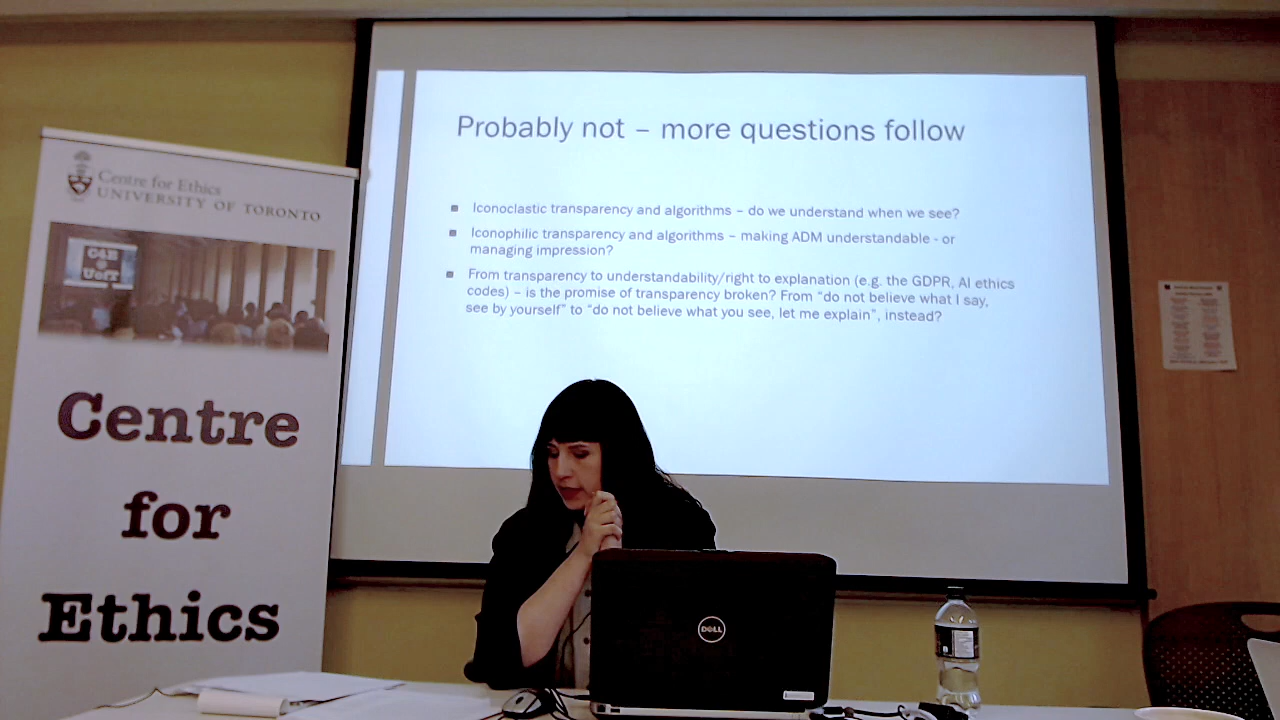 Centre for Ethics
UNIVERSITY OF TORONTO
C4E
@
UofT
Centre
for
Ethics
Probably not – more questions follow
Iconoclastic transparency and algorithms – do we understand when we see?
Iconophilic transparency and algorithms – making ADM understandable - or
managing impression?
From transparency to understandability/right to explanation (e.g. the GDPR, AI ethics
codes) – is the promise of transparency broken? From “do not believe what I say,
see by yourself” to “do not believe what you see, let me explain”, instead?
DELL